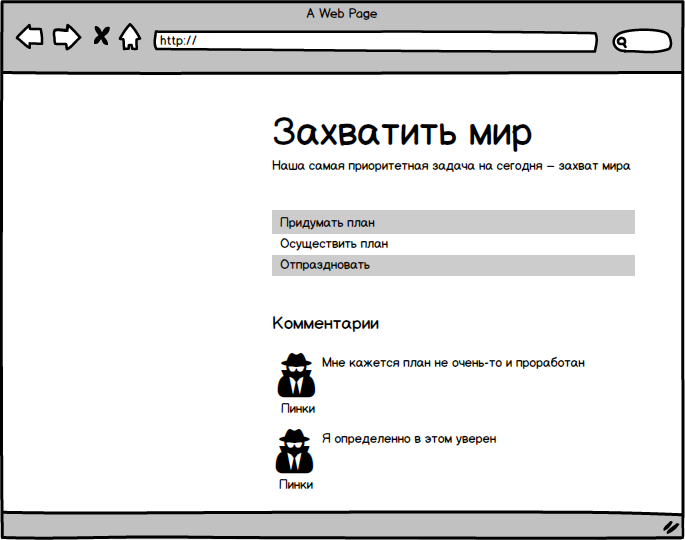 A Web Page
http://
Захватить мир
Наша самая приоритетная задача на сегодня – захват мира
Придумать план
Осуществить план
Отпраздновать
Комментарии
Мне кажется план не очень-то и проработан
Пинки
Я определенно в этом уверен
Пинки